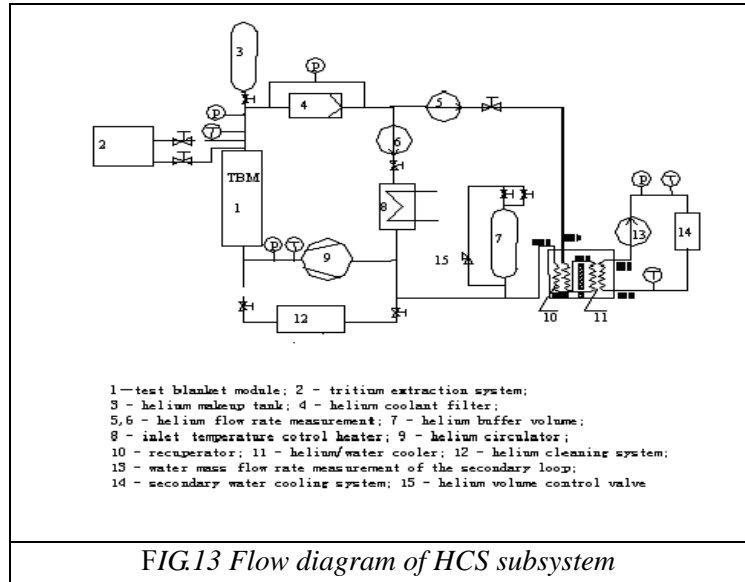 3
P
4
5
P
T
6
2
TBM
1
8
P
T
7
13
14
P
T
9
15
T
12
10
11
1—test blanket module; 2 - tritium extraction system;
3 - helium makeup tank; 4 - helium coolant filter;
5,6 - helium flow rate measurement; 7 - helium buffer volume;
8 - inlet temperature cotrol heater; 9 - helium circulator;
10 - recuperator; 11 - helium/water cooler; 12 - helium cleaning system;
13 - water mass flow rate measurement of the secondary loop;
14 - secondary water cooling system; 15 - helium volume control valve
FIG.13 Flow diagram of HCS subsystem